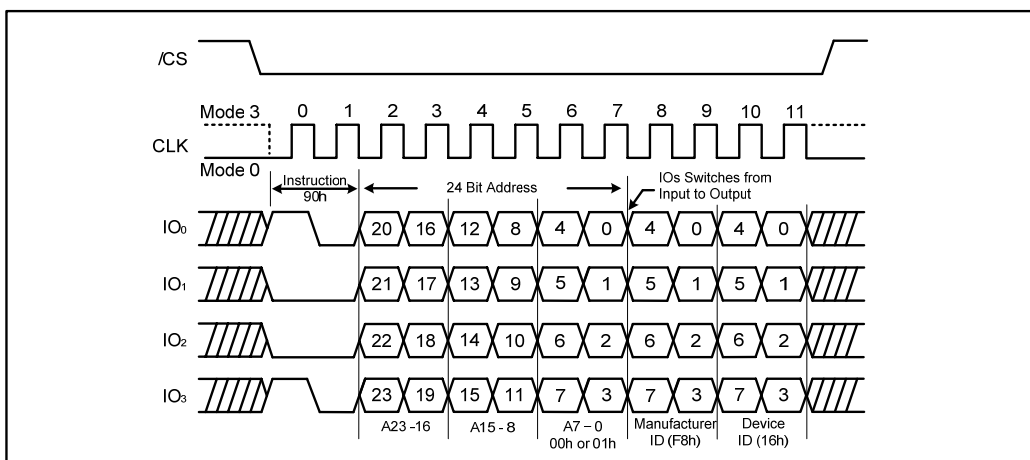 /CS
Mode 3 0 1 2 3 4 5 6 7 8 9 10 11
CLK
Mode 0
Instruction
90h
24 Bit Address
IOs Switches from
Input to Output
IO₀ 20 16 12 8 4 0 4 0 4 0
IO₁ 21 17 13 9 5 1 5 1 5 1
IO₂ 22 18 14 10 6 2 6 2 6 2
IO₃ 23 19 15 11 7 3 7 3 7 3
A23-16 A15-8 A7-0 Manufacturer Device
00h or 01h ID (F8h) ID (16h)